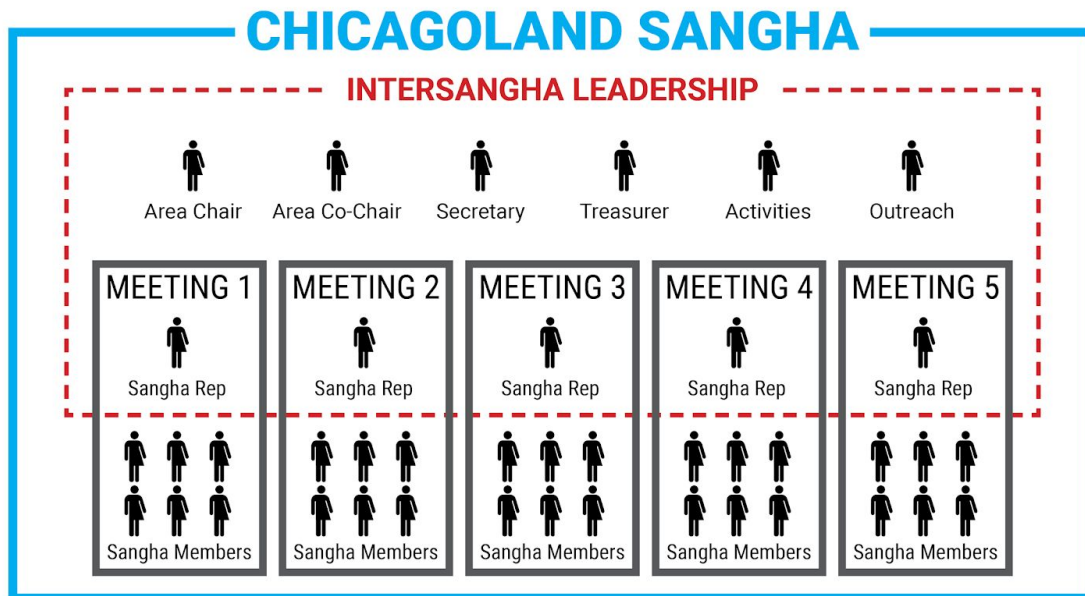 CHICAGOLAND SANGHA
INTERSANGHA LEADERSHIP
Area Chair
Area Co-Chair
Secretary
Treasurer
Activities
Outreach
MEETING 1
Sangha Rep
Sangha Members
MEETING 2
Sangha Rep
Sangha Members
MEETING 3
Sangha Rep
Sangha Members
MEETING 4
Sangha Rep
Sangha Members
MEETING 5
Sangha Rep
Sangha Members